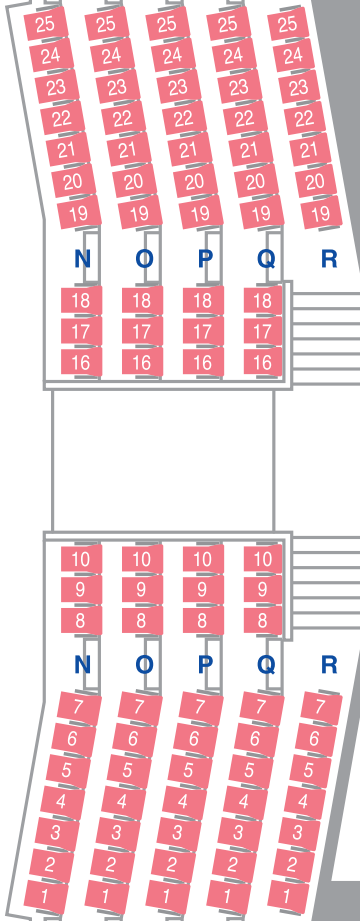 25 25 25 25 25
24 24 24 24 24
23 23 23 23 23
22 22 22 22 22
21 21 21 21 21
20 20 20 20 20
19 19 19 19 19
N O P Q R
18 18 18 18
17 17 17 17
16 16 16 16
10 10 10 10
9 9 9 9
8 8 8 8
N O P Q R
7 7 7 7 7
6 6 6 6 6
5 5 5 5 5
4 4 4 4 4
3 3 3 3 3
2 2 2 2 2
1 1 1 1 1